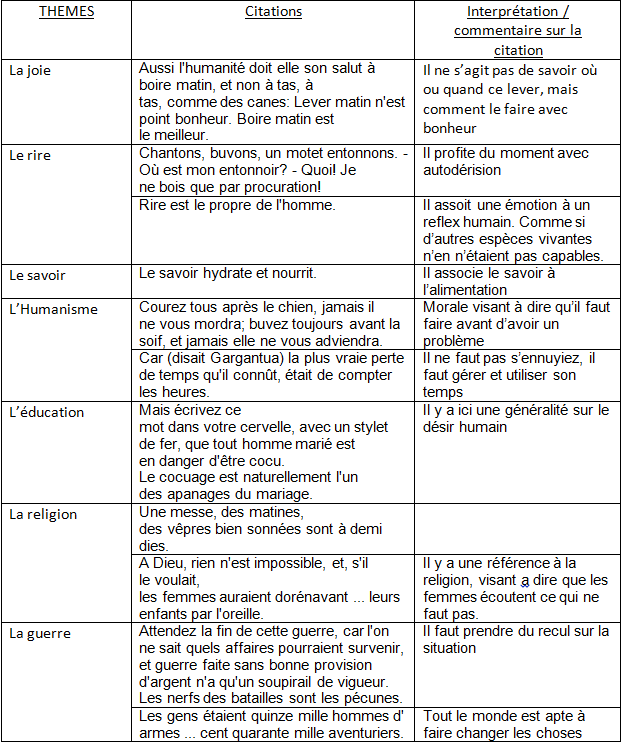 THEMES
Citations
Interprétation /
commentaire sur la
citation
La joie
Aussi l'humanité doit elle son salut à
boire matin, et non à tas, à
tas, comme des canes: Lever matin n'est
point bonheur. Boire matin est
le meilleur.
Il ne s’agit pas de savoir où
ou quand ce lever, mais
comment le faire avec
bonheur
Le rire
Chantons, buvons, un motet entonnons. -
Où est mon entonnoir? - Quoi! Je
ne bois que par procuration!
Il profite du moment avec
autodérision
Rire est le propre de l'homme.
Il assoit une émotion à un
reflex humain. Comme si
d’autres espèces vivantes
n’en n’étaient pas capables.
Le savoir
Le savoir hydrate et nourrit.
Il associe le savoir à
l’alimentation
L’Humanisme
Courez tous après le chien, jamais il
ne vous mordra; buvez toujours avant la
soif, et jamais elle ne vous adviendra.
Morale visant à dire qu’il faut
faire avant d’avoir un
problème
Car (disait Gargantua) la plus vraie perte
de temps qu'il connût, était de compter
les heures.
Il ne faut pas s’ennuyiez, il
faut gérer et utiliser son
temps
L’éducation
Mais écrivez ce
mot dans votre cervelle, avec un stylet
de fer, que tout homme marié est
en danger d'être cocu.
Le cocuage est naturellement l'un
des apanages du mariage.
Il y a ici une généralité sur le
désir humain
La religion
Une messe, des matines,
des vêpres bien sonnées sont à demi
dies.
A Dieu, rien n'est impossible, et, s'il
le voulait,
les femmes auraient dorénavant ... leurs
enfants par l'oreille.
Il y a une référence à la
religion, visant a dire que les
femmes écoutent ce qui ne
faut pas.
La guerre
Attendez la fin de cette guerre, car l'on
ne sait quels affaires pourraient survenir,
et guerre faite sans bonne provision
d'argent n'a qu'un soupirail de vigueur.
Les nerfs des batailles sont les pécunes.
Il faut prendre du recul sur la
situation
Les gens étaient quinze mille hommes d'
armes ... cent quarante mille aventuriers.
Tout le monde est apte à
faire changer les choses